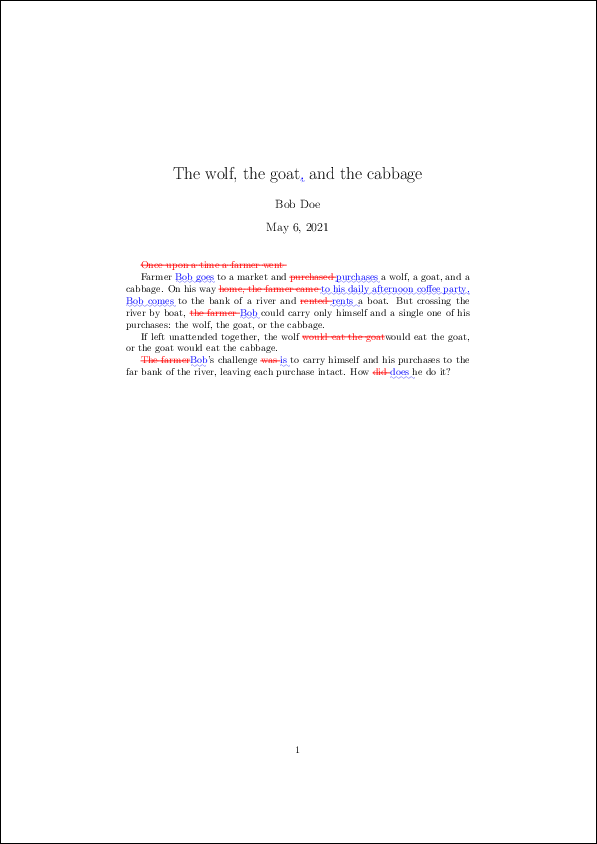 The wolf, the goat, and the cabbage
Bob Doe
May 6, 2021
Once upon a time a farmer went
Farmer Bob goes to a market and purchased purchases a wolf, a goat, and a
cabbage. On his way home, the farmer came to his daily afternoon coffee party,
Bob comes to the bank of a river and rented rents a boat. But crossing the
river by boat, the farmer Bob could carry only himself and a single one of his
purchases: the wolf, the goat, or the cabbage.
If left unattended together, the wolf would eat the goatwould eat the goat,
or the goat would eat the cabbage.
The farmerBob's challenge was is to carry himself and his purchases to the
far bank of the river, leaving each purchase intact. How did does he do it?
1